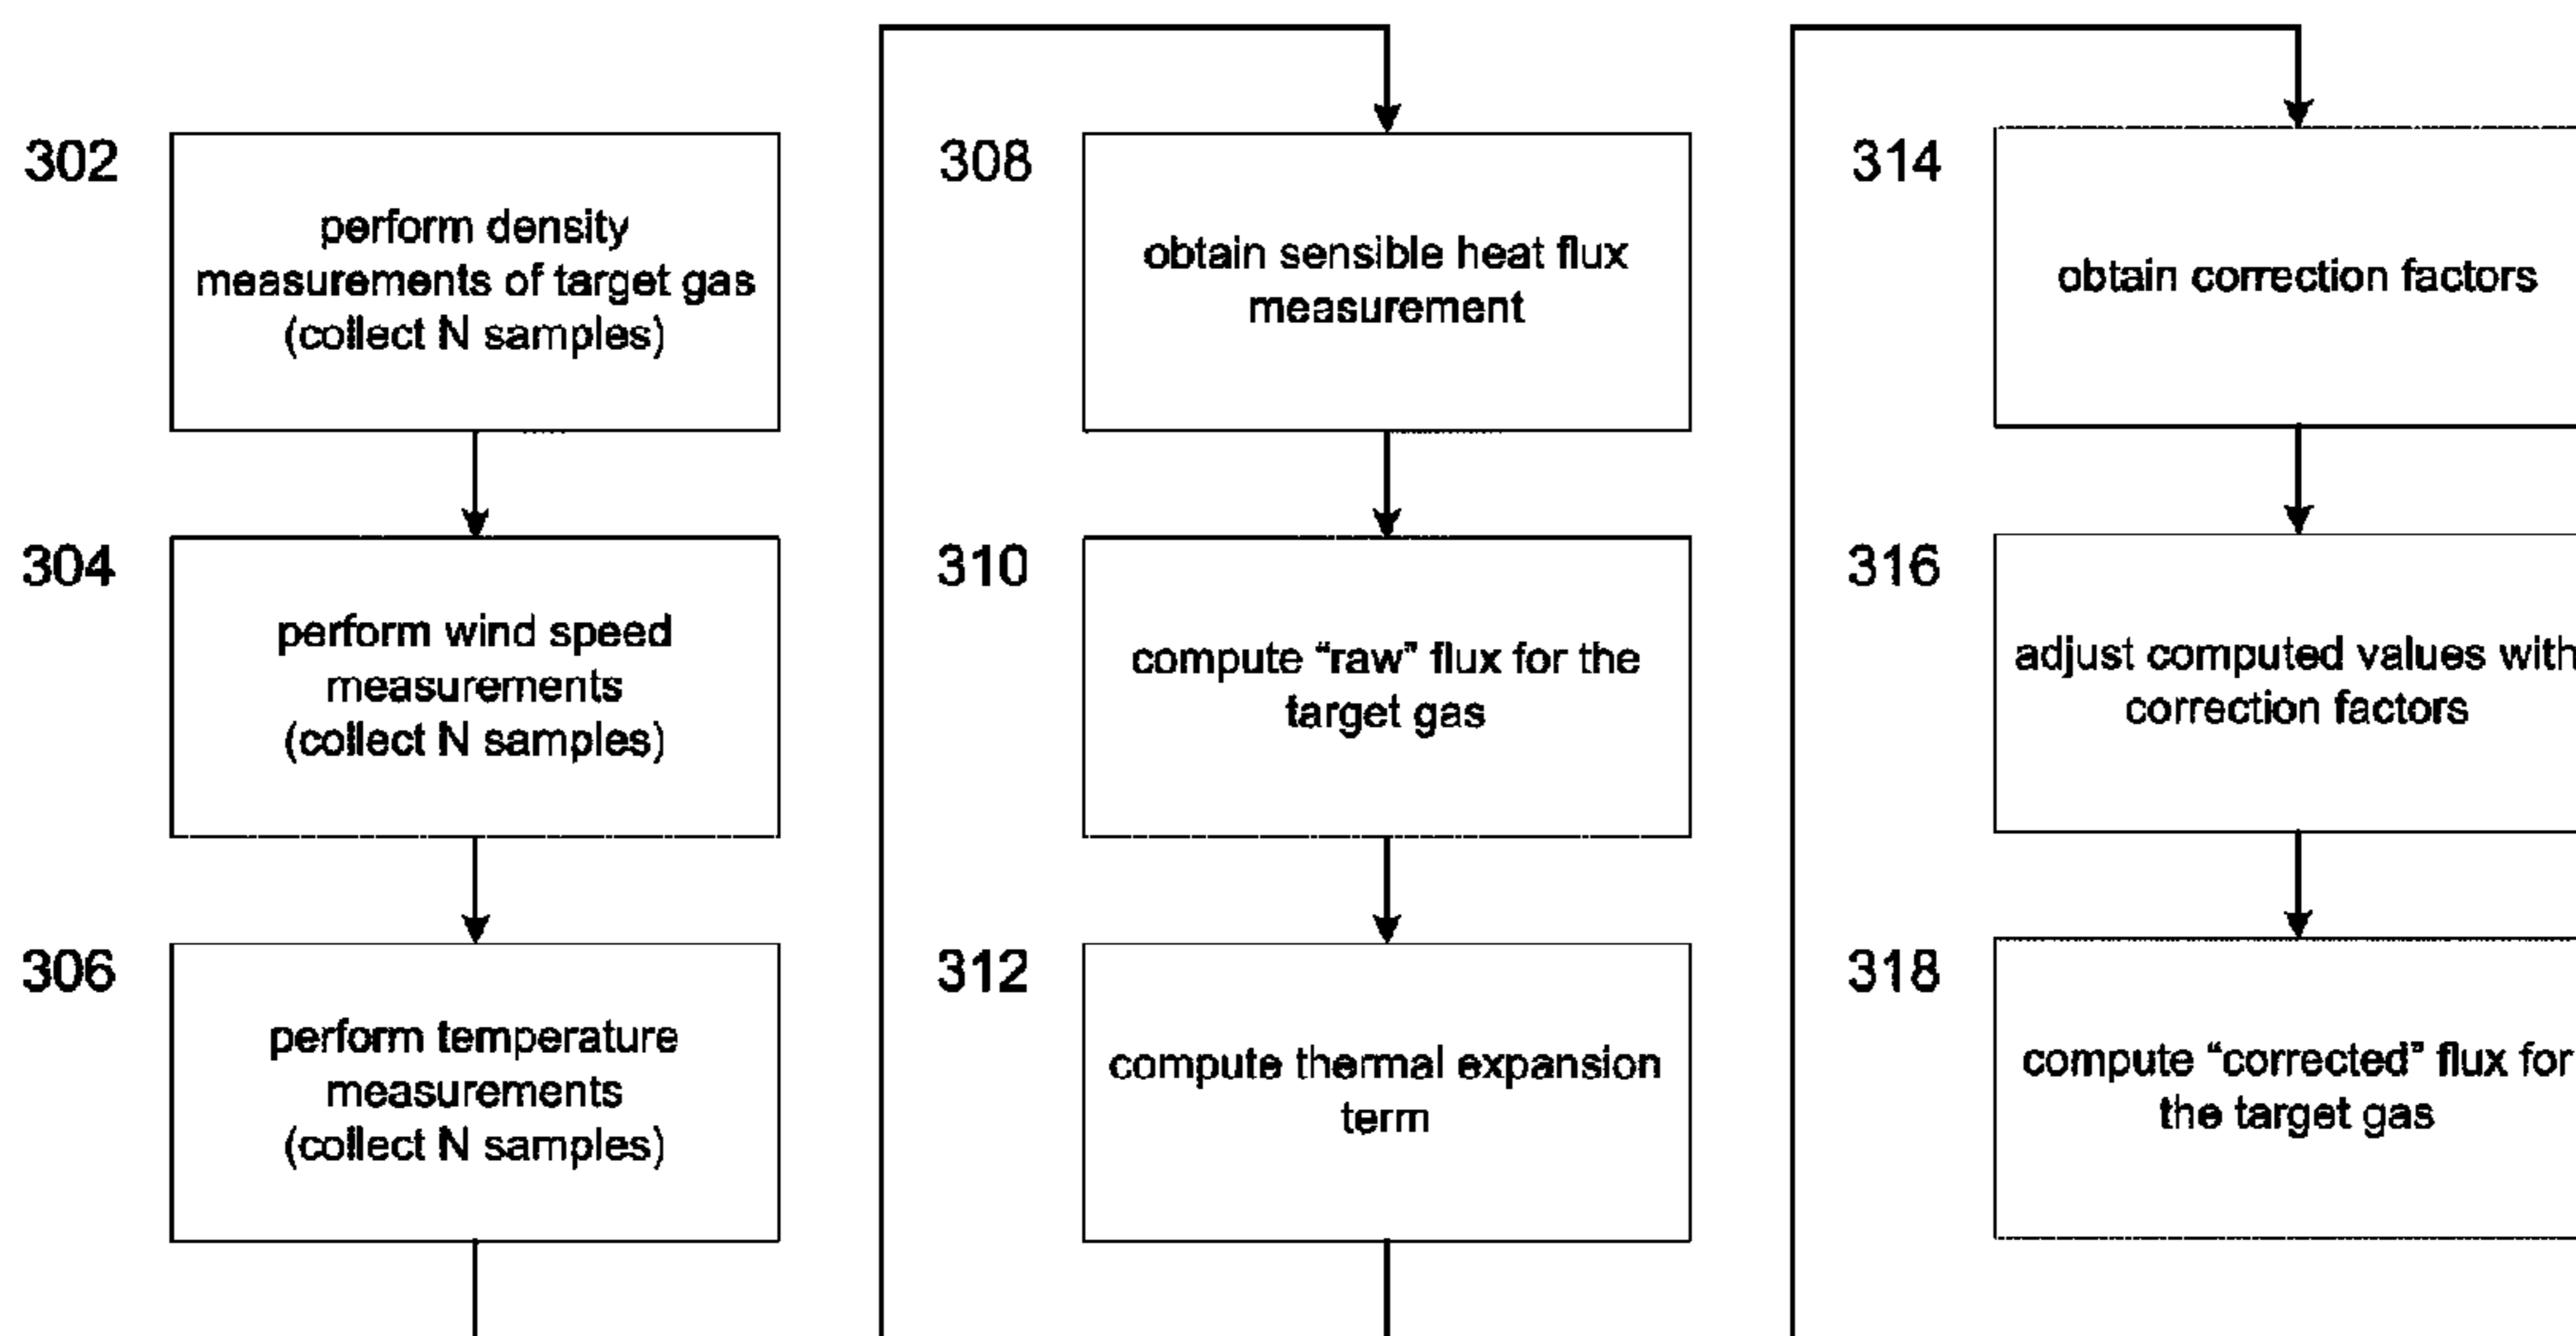 302
perform density
measurements of target gas
(collect N samples)
304
perform wind speed
measurements
(collect N samples)
306
perform temperature
measurements
(collect N samples)
308
obtain sensible heat flux
measurement
310
compute “raw” flux for the
target gas
312
compute thermal expansion
term
314
obtain correction factors
316
adjust computed values with
correction factors
318
compute “corrected” flux for
the target gas